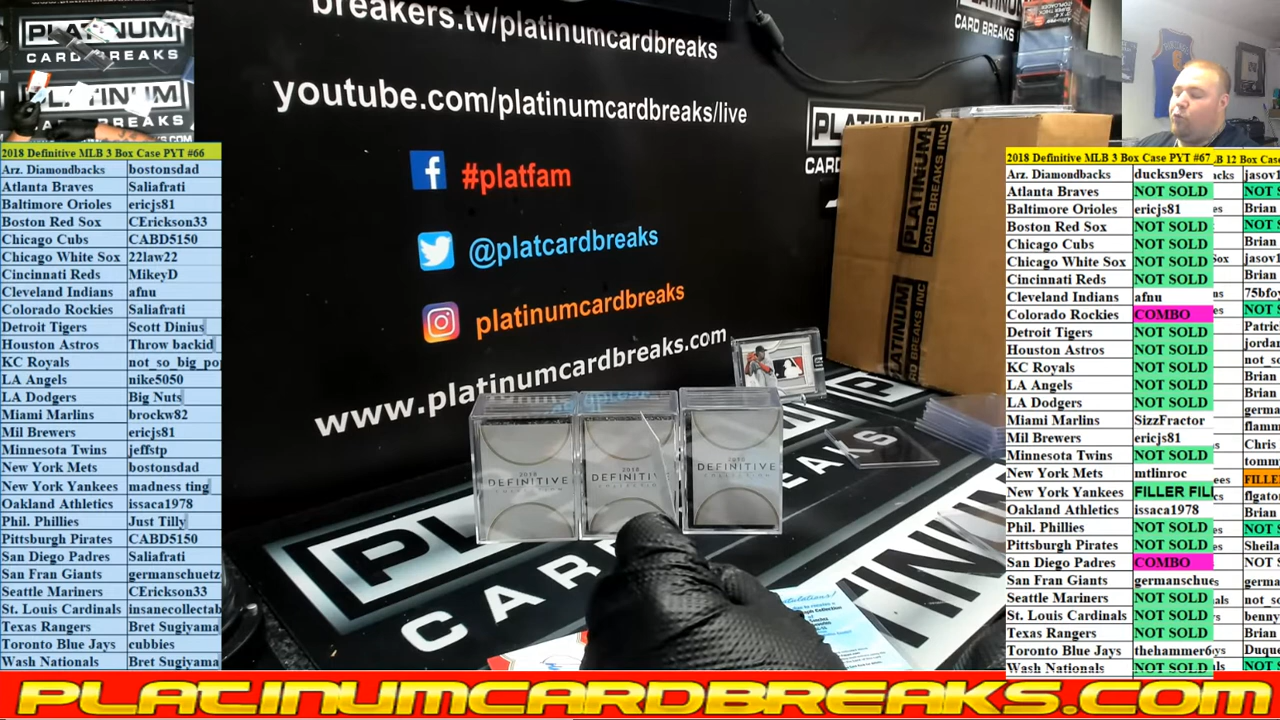 PLATINUM
CARD BREAKS
PLATINUM
2018 Definitive MLB 3 Box Case PYT #66
Arz. Diamondbacks bostonsdad
Atlanta Braves Saliafrati
Baltimore Orioles ericjs81
Boston Red Sox CErickson33
Chicago Cubs CABD5150
Chicago White Sox 22law22
Cincinnati Reds MikeyD
Cleveland Indians afnu
Colorado Rockies Saliafrati
Detroit Tigers Scott Dinius
Houston Astros Throw backid
KC Royals not_so_big_po
LA Angels nike5050
LA Dodgers Big Nuts
Miami Marlins brockw82
Mil Brewers ericjs81
Minnesota Twins jeffstp
New York Mets bostonsdad
New York Yankees madness ting
Oakland Athletics issaca1978
Phil. Phillies Just Tilly
Pittsburgh Pirates CABD5150
San Diego Padres Saliafrati
San Fran Giants germanschuetz
Seattle Mariners CErickson33
St. Louis Cardinals insanecollectab
Texas Rangers Bret Sugiyama
Toronto Blue Jays cubbies
Wash Nationals Bret Sugiyama
breakers.tv/platinumcardbreaks
youtube.com/platinumcardbreaks/live
#platfam
@platcardbreaks
platinumcardbreaks
www.platinumcardbreaks.com
CARD BREAKS
PLATINUM
PLATINUM
CARD BREAKS INC
2018
DEFINITIVE
COLLECTION
2018
DEFINITIVE
COLLECTION
2018
DEFINITIVE
COLLECTION
2018 Definitive MLB 3 Box Case PYT #67
Arz. Diamondbacks ducksn9ers
Atlanta Braves NOT SOLD
Baltimore Orioles ericjs81
Boston Red Sox NOT SOLD
Chicago Cubs NOT SOLD
Chicago White Sox NOT SOLD
Cincinnati Reds NOT SOLD
Cleveland Indians afnu
Colorado Rockies COMBO
Detroit Tigers NOT SOLD
Houston Astros NOT SOLD
KC Royals NOT SOLD
LA Angels NOT SOLD
LA Dodgers NOT SOLD
Miami Marlins SizzFractor
Mil Brewers ericjs81
Minnesota Twins NOT SOLD
New York Mets mtlinroc
New York Yankees FILLER FIL
Oakland Athletics issaca1978
Phil. Phillies NOT SOLD
Pittsburgh Pirates NOT SOLD
San Diego Padres COMBO
San Fran Giants germanschue
Seattle Mariners NOT SOLD
St. Louis Cardinals NOT SOLD
Texas Rangers NOT SOLD
Toronto Blue Jays thehammer6
Wash Nationals NOT SOLD
PLATINUMCARDBREAKS.COM